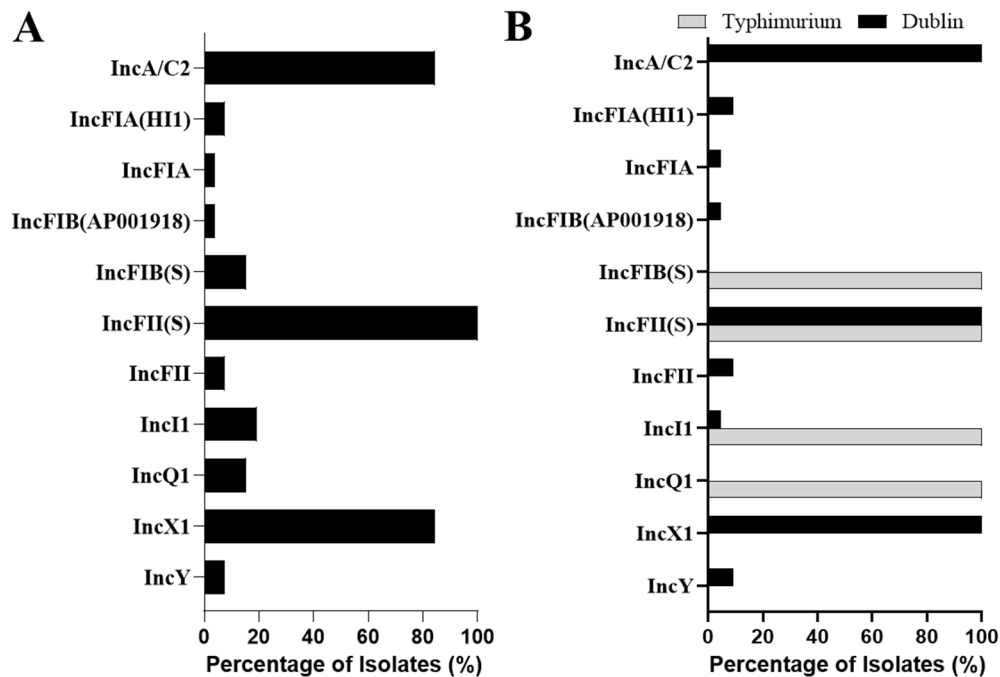 A
IncA/C2
IncFIA(HI1)
IncFIA
IncFIB(AP001918)
IncFIB(S)
IncFII(S)
IncFII
IncI1
IncQ1
IncX1
IncY
0 20 40 60 80 100
Percentage of Isolates (%)
B
Typhimurium Dublin
IncA/C2
IncFIA(HI1)
IncFIA
IncFIB(AP001918)
IncFIB(S)
IncFII(S)
IncFII
IncI1
IncQ1
IncX1
IncY
0 20 40 60 80 100
Percentage of Isolates (%)